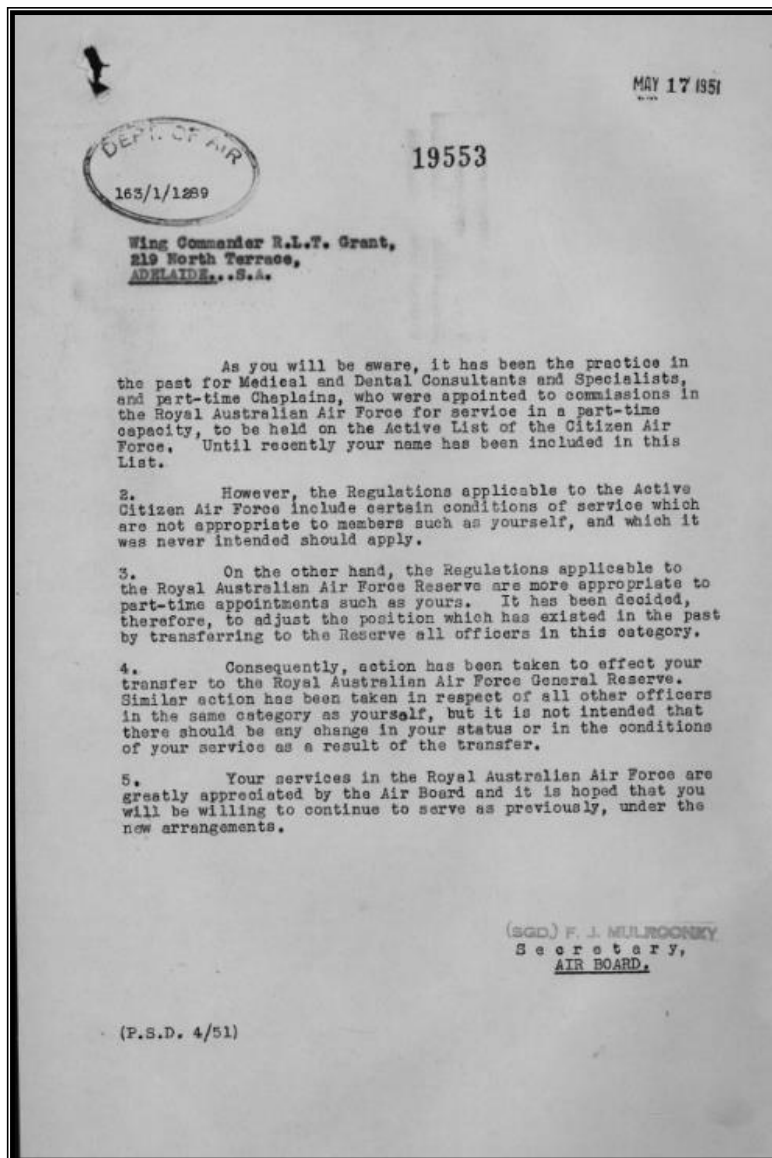 MAY 17 1951
DEPT. OF AIR
19553
163/1/1289
Wing Commander R.L.T. Grant,
219 North Terrace,
ADELAIDE...S.A.
As you will be aware, it has been the practice in
the past for Medical and Dental Consultants and Specialists,
and part-time Chaplains, who were appointed to commissions in
the Royal Australian Air Force for service in a part-time
capacity, to be held on the Active List of the Citizen Air
Force. Until recently your name has been included in this
List.
2. However, the Regulations applicable to the Active
Citizen Air Force include certain conditions of service which
are not appropriate to members such as yourself, and which it
was never intended should apply.
3. On the other hand, the Regulations applicable to
the Royal Australian Air Force Reserve are more appropriate to
part-time appointments such as yours. It has been decided,
therefore, to adjust the position which has existed in the past
by transferring to the Reserve all officers in this category.
4. Consequently, action has been taken to effect your
transfer to the Royal Australian Air Force General Reserve.
Similar action has been taken in respect of all other officers
in the same category as yourself, but it is not intended that
there should be any change in your status or in the conditions
of your service as a result of the transfer.
5. Your services in the Royal Australian Air Force are
greatly appreciated by the Air Board and it is hoped that you
will be willing to continue to serve as previously, under the
new arrangements.
(SGD.) F. J. MULROONEY
Secretary,
AIR BOARD.
(P.S.D. 4/51)